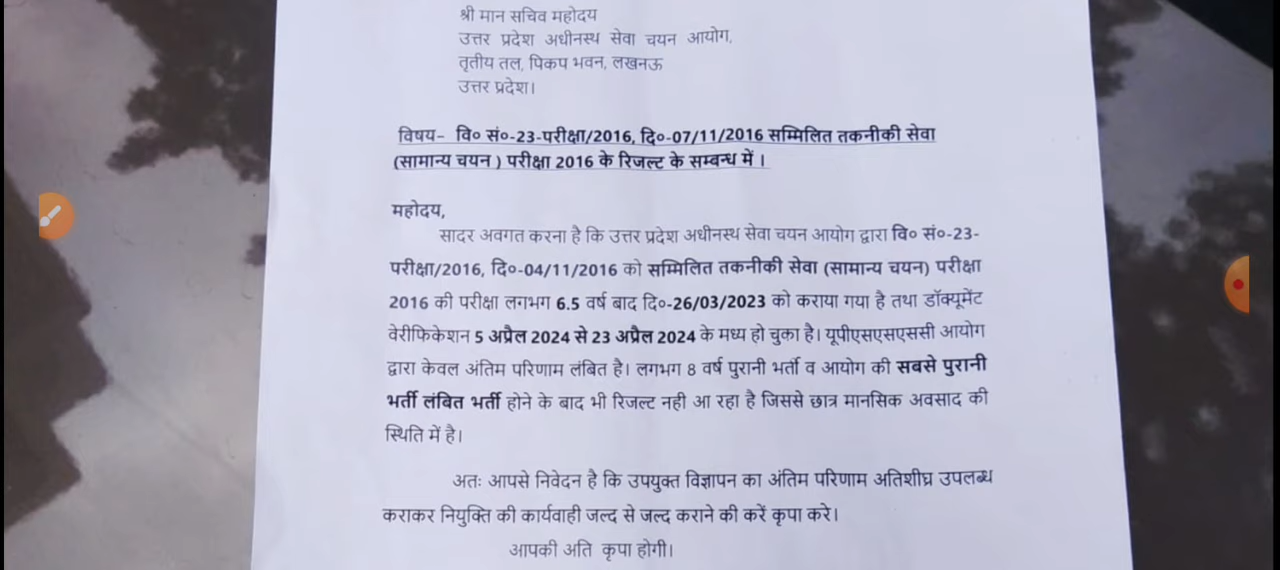 श्री मान सचिव महोदय
उत्तर प्रदेश अधीनस्थ सेवा चयन आयोग,
तृतीय तल, पिकप भवन, लखनऊ
उत्तर प्रदेश।
विषय– वि० सं०-23-परीक्षा/2016, दि०-07/11/2016 सम्मिलित तकनीकी सेवा
(सामान्य चयन ) परीक्षा 2016 के रिजल्ट के सम्बन्ध में ।
महोदय,
सादर अवगत करना है कि उत्तर प्रदेश अधीनस्थ सेवा चयन आयोग द्वारा वि० सं०-23-
परीक्षा/2016, दि०-04/11/2016 को सम्मिलित तकनीकी सेवा (सामान्य चयन) परीक्षा
2016 की परीक्षा लगभग 6.5 वर्ष बाद दि०-26/03/2023 को कराया गया है तथा डॉक्यूमेंट
वेरीफिकेशन 5 अप्रैल 2024 से 23 अप्रैल 2024 के मध्य हो चुका है। यूपीएसएसएससी आयोग
द्वारा केवल अंतिम परिणाम लंबित है। लगभग 8 वर्ष पुरानी भर्ती व आयोग की सबसे पुरानी
भर्ती लंबित भर्ती होने के बाद भी रिजल्ट नही आ रहा है जिससे छात्र मानसिक अवसाद की
स्थिति में है।
अतः आपसे निवेदन है कि उपयुक्त विज्ञापन का अंतिम परिणाम अतिशीघ्र उपलब्ध
कराकर नियुक्ति की कार्यवाही जल्द से जल्द कराने की करें कृपा करे।
आपकी अति कृपा होगी।